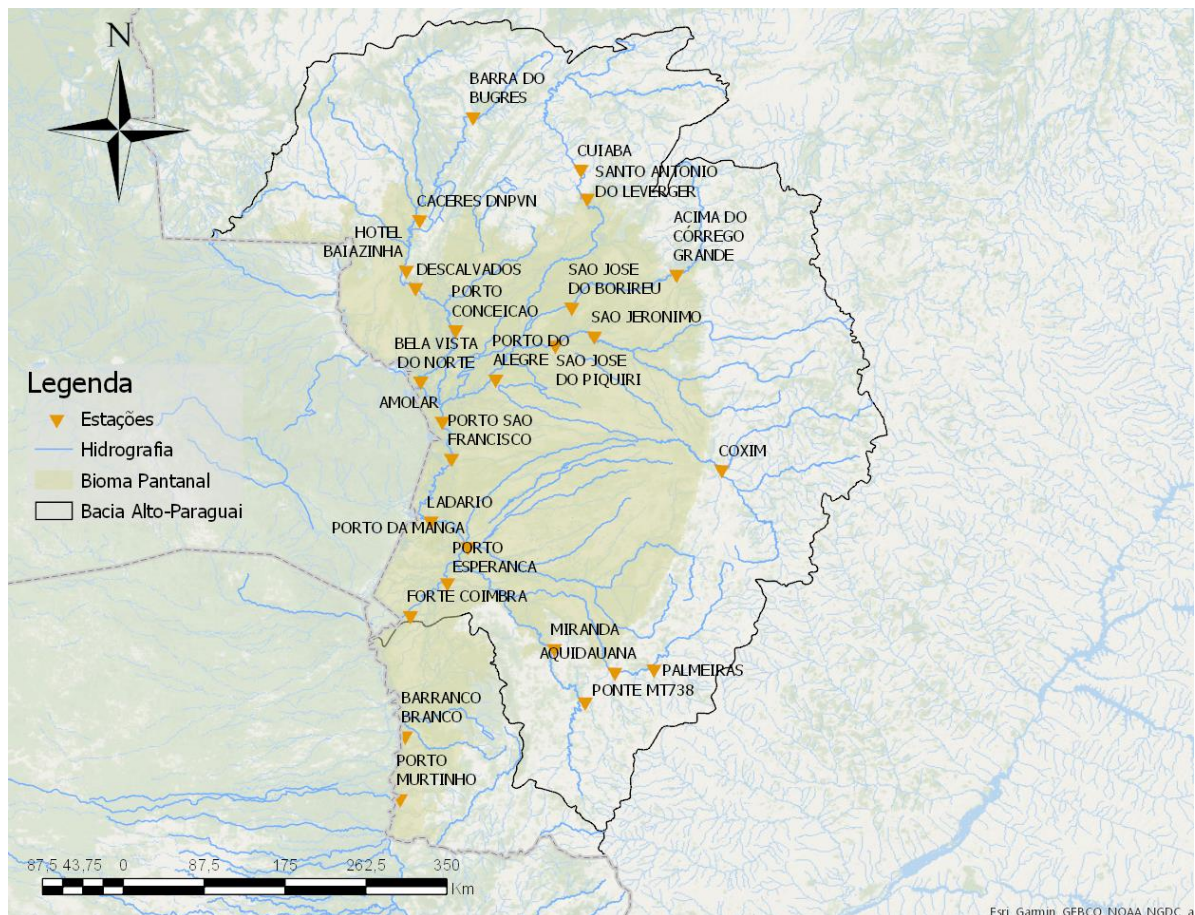 N
BARRA DO
BUGRES
CUIABA
SANTO ANTONIO
DO LEVERGER
CACERES DNPVN
ACIMA DO
CÓRREGO
GRANDE
HOTEL
BAIAZINHA
DESCALVADOS
SAO JOSE
DO BORIREU
PORTO
CONCEICAO
SAO JERONIMO
BELA VISTA
DO NORTE
PORTO DO
ALEGRE
SAO JOSE
DO PIQUIRI
AMOLAR
PORTO SAO
FRANCISCO
COXIM
LADARIO
PORTO DA MANGA
PORTO
ESPERANCA
FORTE COIMBRA
MIRANDA
AQUIDAUANA
PALMEIRAS
PONTE MT738
BARRANCO
BRANCO
PORTO
MURTINHO
Legenda
Estações
Hidrografia
Bioma Pantanal
Bacia Alto-Paraguai
87,5 43,75 0 87,5 175 262,5 350
Km
Esri, Garmin, GEBCO, NOAA NGDC, a